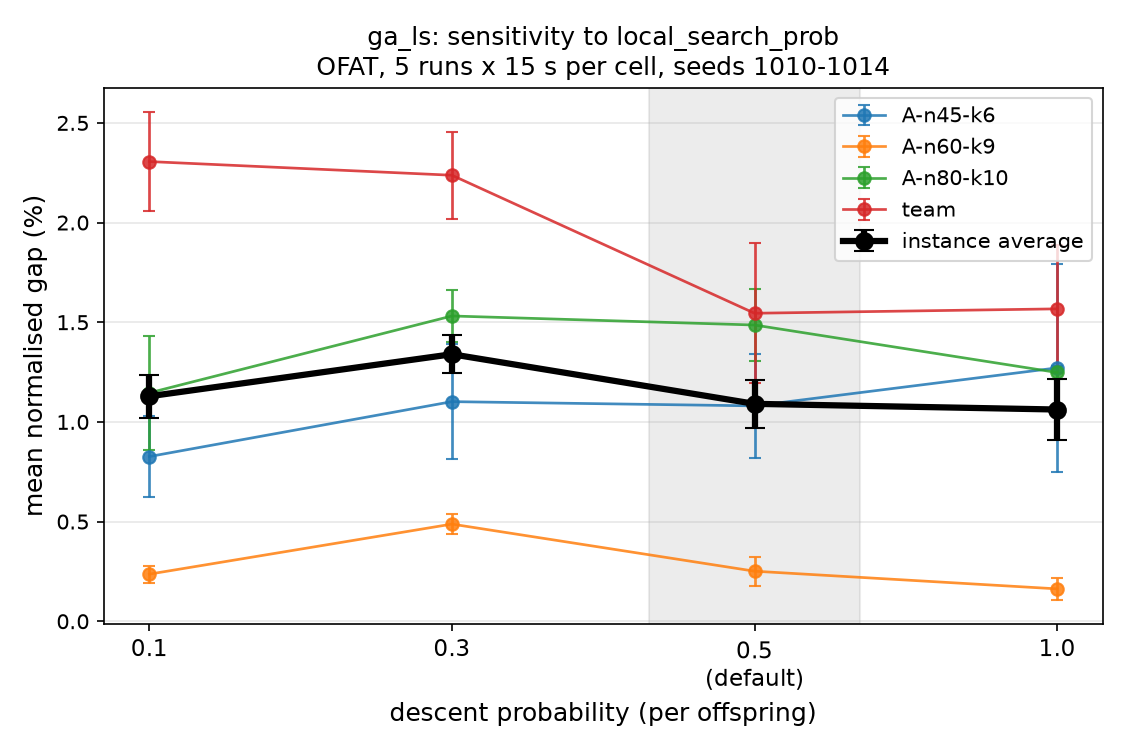 ga_ls: sensitivity to local_search_prob
OFAT, 5 runs x 15 s per cell, seeds 1010-1014
mean normalised gap (%)
2.5
2.0
1.5
1.0
0.5
0.0
A-n45-k6
A-n60-k9
A-n80-k10
team
instance average
0.1
0.3
0.5
1.0
(default)
descent probability (per offspring)